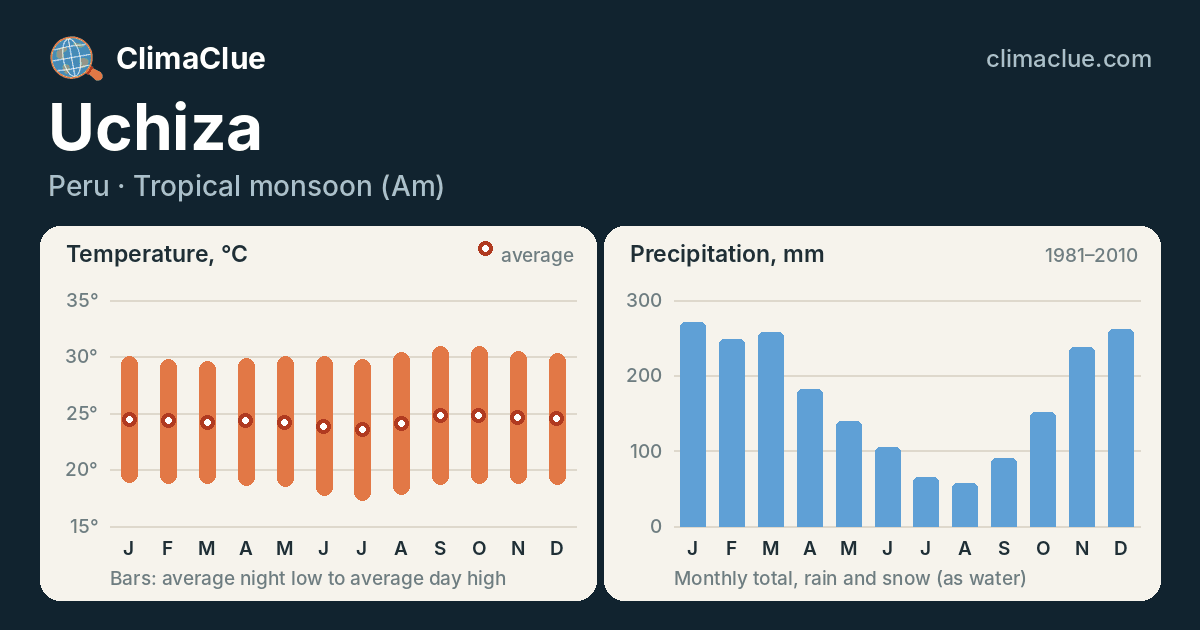 ClimaClue
climaclue.com
Uchiza
Peru · Tropical monsoon (Am)
Temperature, °C
average
35°
30°
25°
20°
15°
J F M A M J J A S O N D
Bars: average night low to average day high
Precipitation, mm
1981–2010
300
200
100
0
J F M A M J J A S O N D
Monthly total, rain and snow (as water)